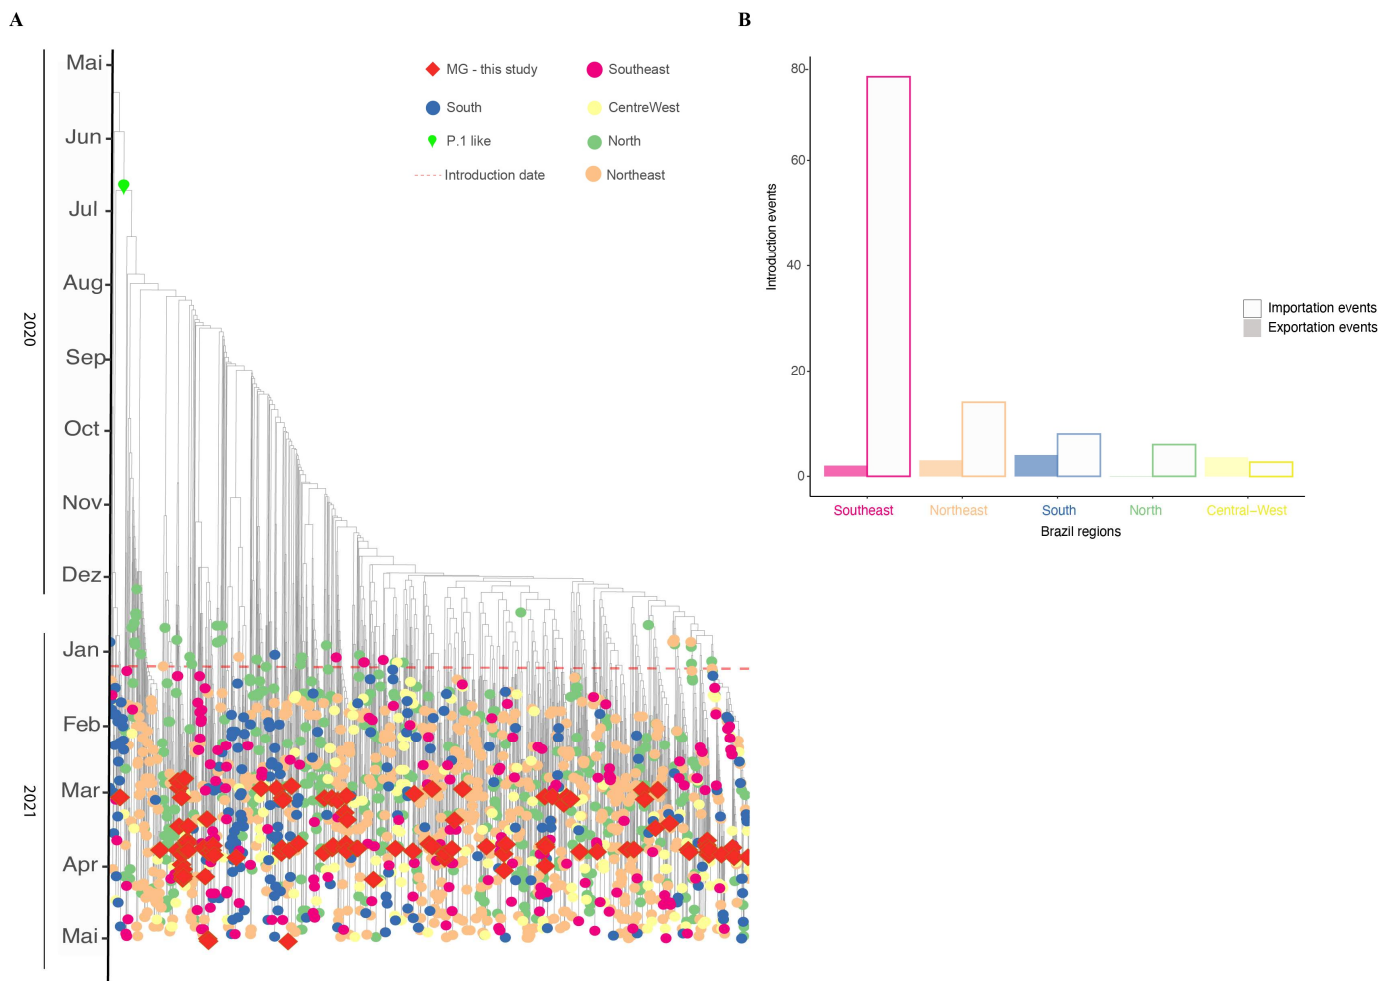 A
B
MG - this study
Southeast
South
CentreWest
P.1 like
North
Introduction date
Northeast
Mai
Jun
Jul
Aug
Sep
Oct
Nov
Dez
Jan
Feb
Mar
Apr
Mai
2020
2021
80
60
40
20
0
Introduction events
Importation events
Exportation events
Southeast
Northeast
South
North
Central-West
Brazil regions